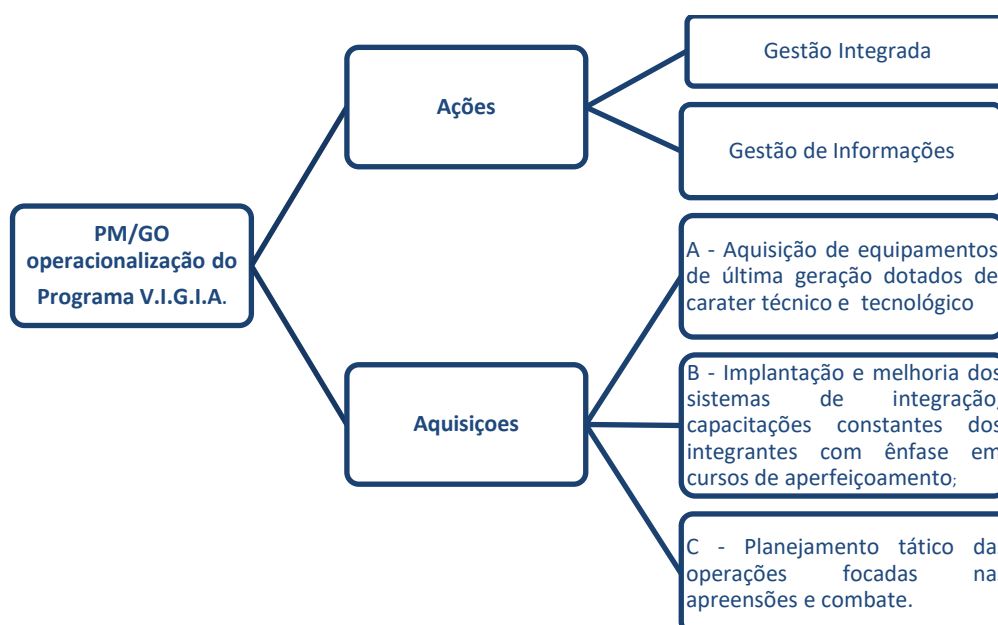 Gestão Integrada
Ações
Gestão de Informações
PM/GO
operacionalização do
Programa V.I.G.I.A.
A - Aquisição de equipamentos
de última geração dotados de
carater técnico e tecnológico
Aquisiçoes
B - Implantação e melhoria dos
sistemas de integração,
capacitações constantes dos
integrantes com ênfase em
cursos de aperfeiçoamento;
C - Planejamento tático das
operações focadas nas
apreensões e combate.